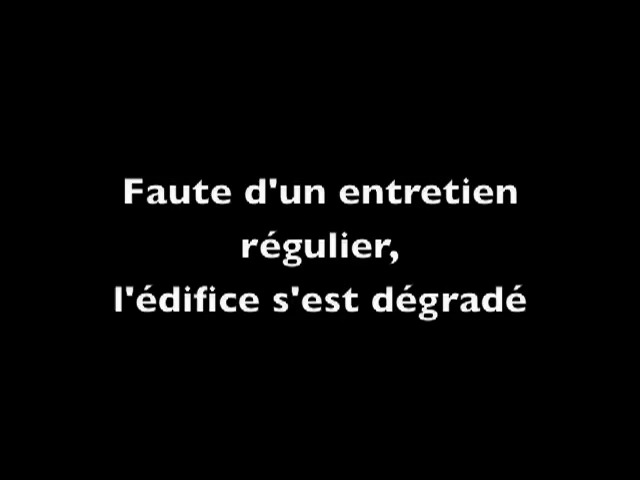 Faute d'un entretien
régulier,
l'édifice s'est dégradé